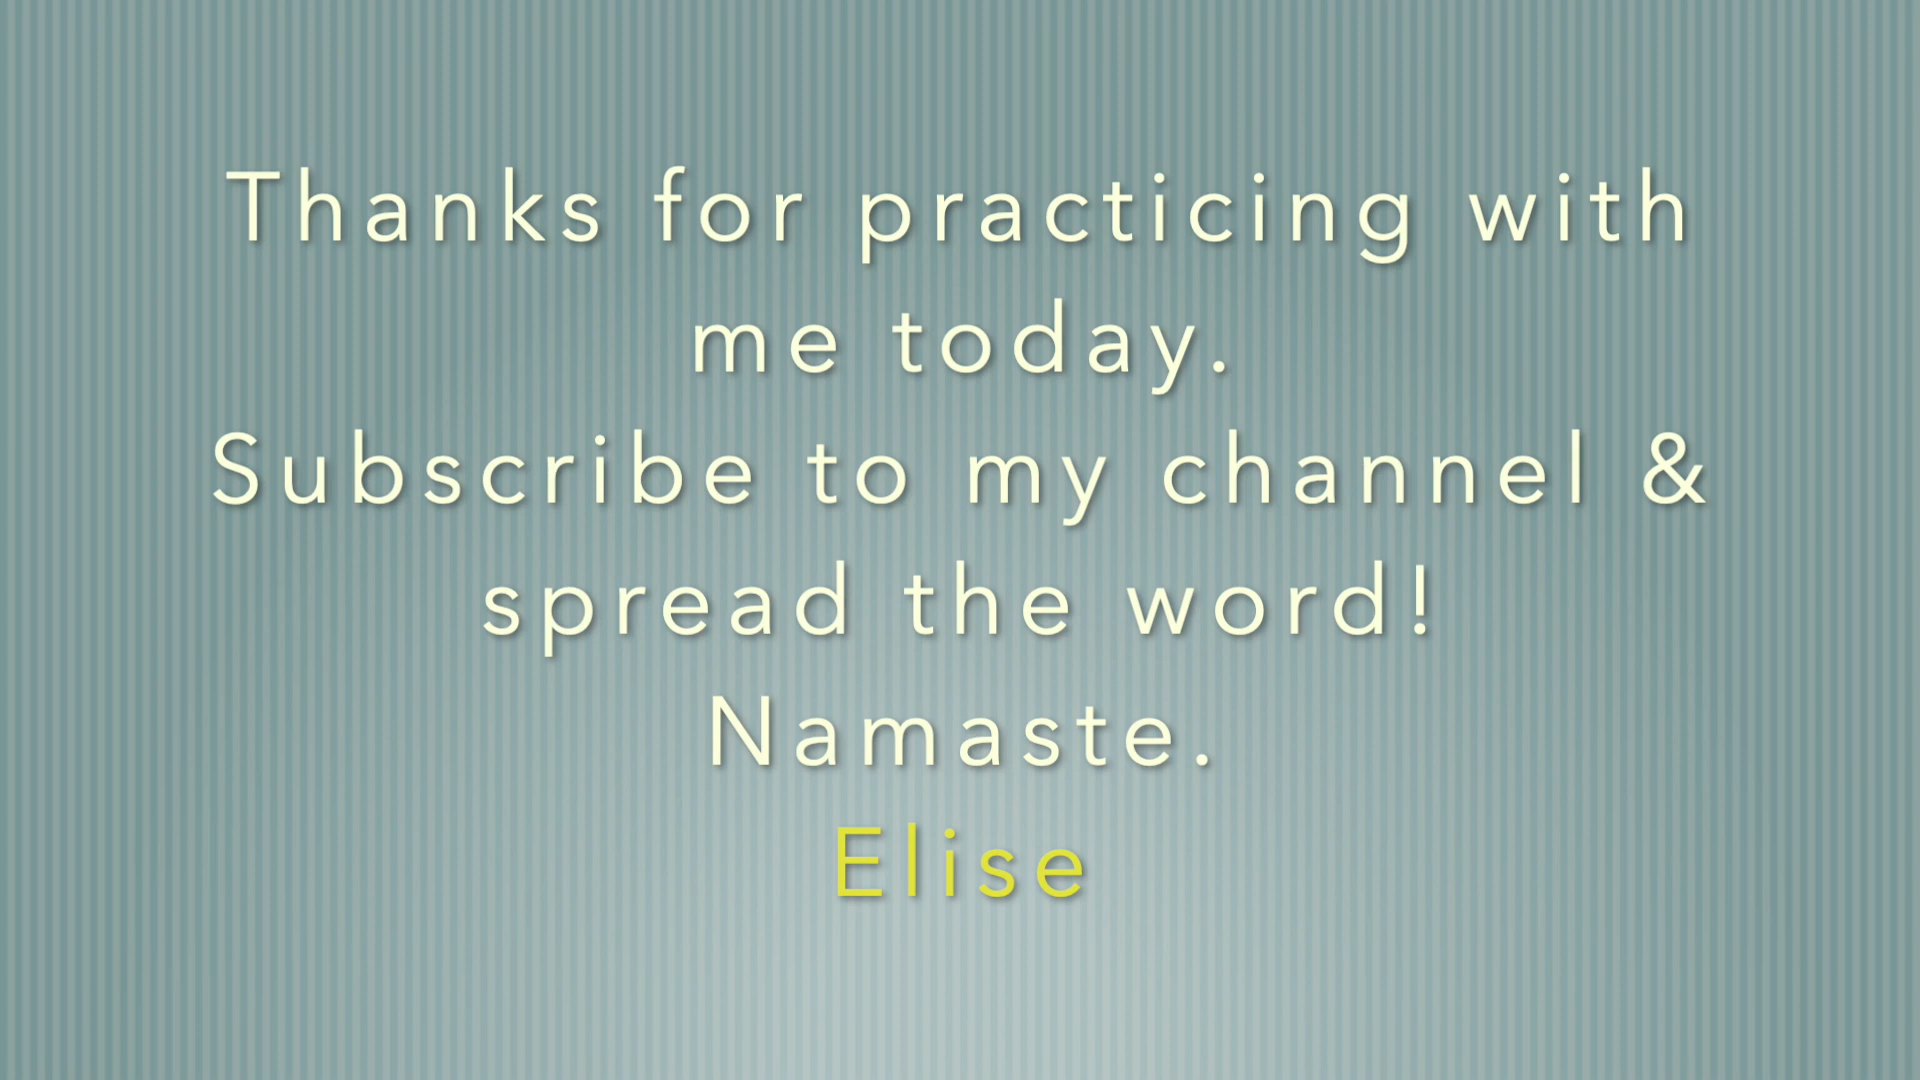 Thanks for practicing with
me today.
Subscribe to my channel &
spread the word!
Namaste.
Elise